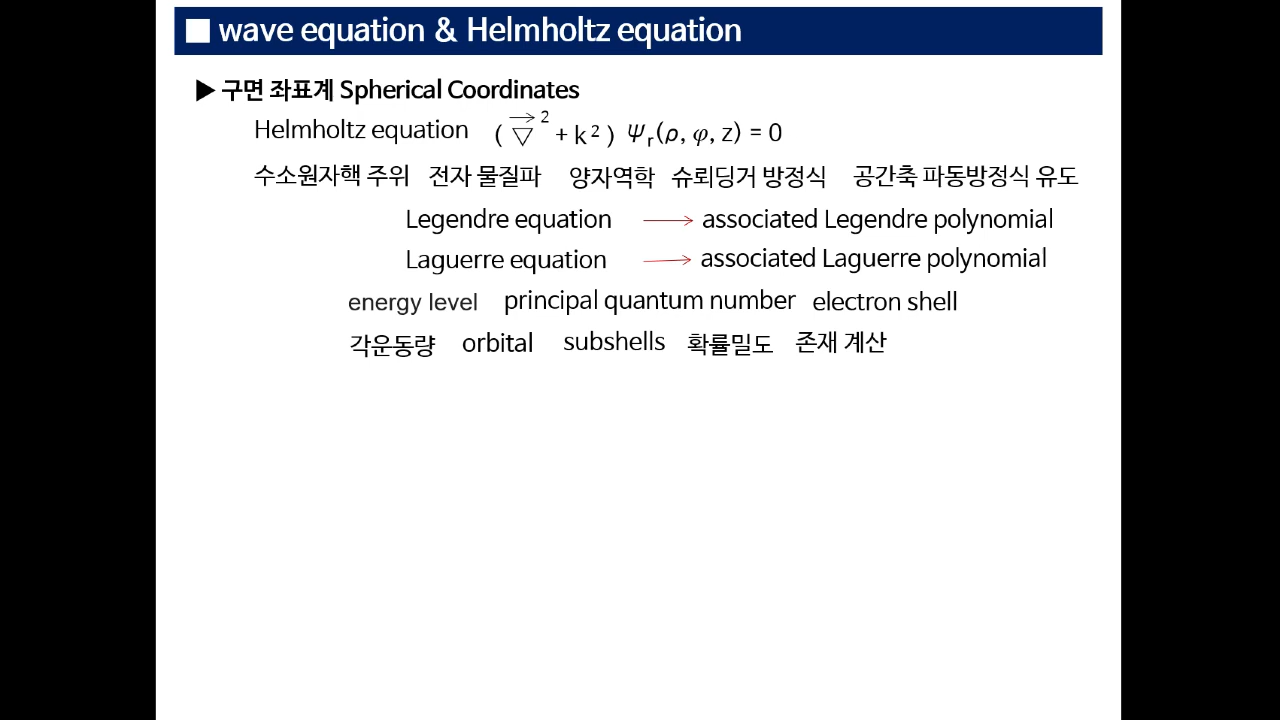 ■ wave equation & Helmholtz equation
▶ 구면 좌표계 Spherical Coordinates
Helmholtz equation ( ▽⃗ ² + k² ) Ψᵣ(ρ, φ, z) = 0
수소원자핵 주위 전자 물질파 양자역학 슈뢰딩거 방정식 공간축 파동방정식 유도
Legendre equation ⟶ associated Legendre polynomial
Laguerre equation ⟶ associated Laguerre polynomial
energy level principal quantum number electron shell
각운동량 orbital subshells 확률밀도 존재 계산